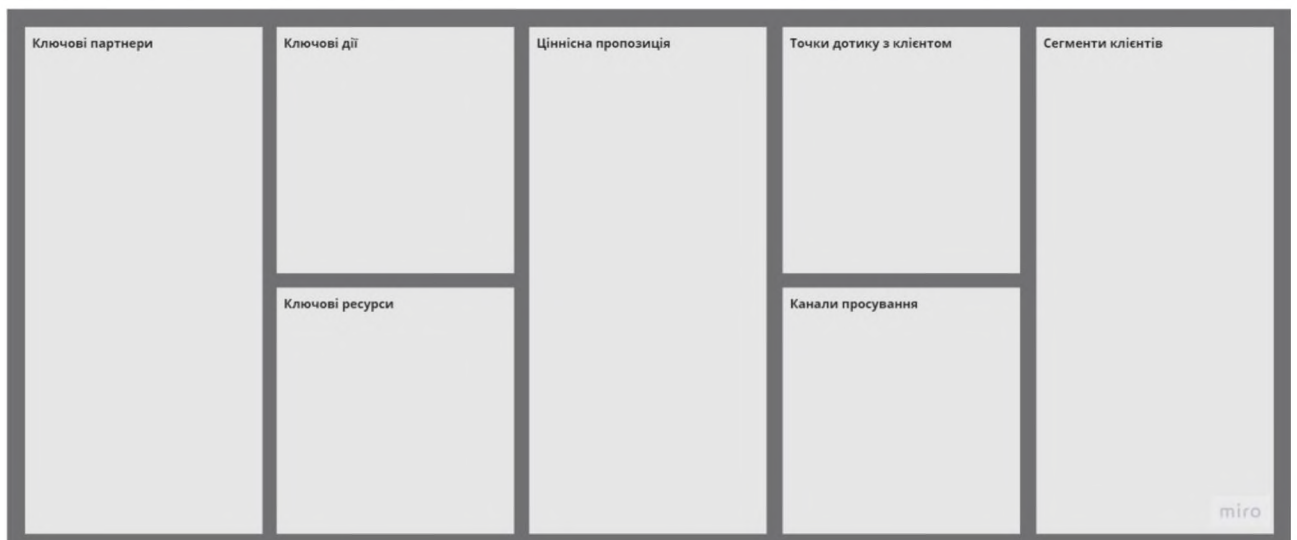 Ключові партнери
Ключові дії
Ключові ресурси
Ціннісна пропозиція
Точки дотику з клієнтом
Канали просування
Сегменти клієнтів
miro